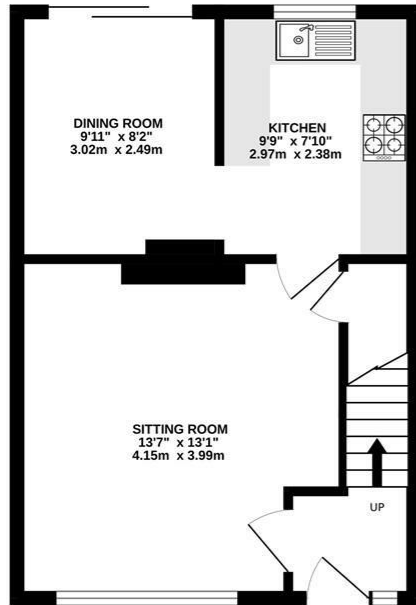 DINING ROOM
9'11" x 8'2"
3.02m x 2.49m
KITCHEN
9'9" x 7'10"
2.97m x 2.38m
SITTING ROOM
13'7" x 13'1"
4.15m x 3.99m
UP